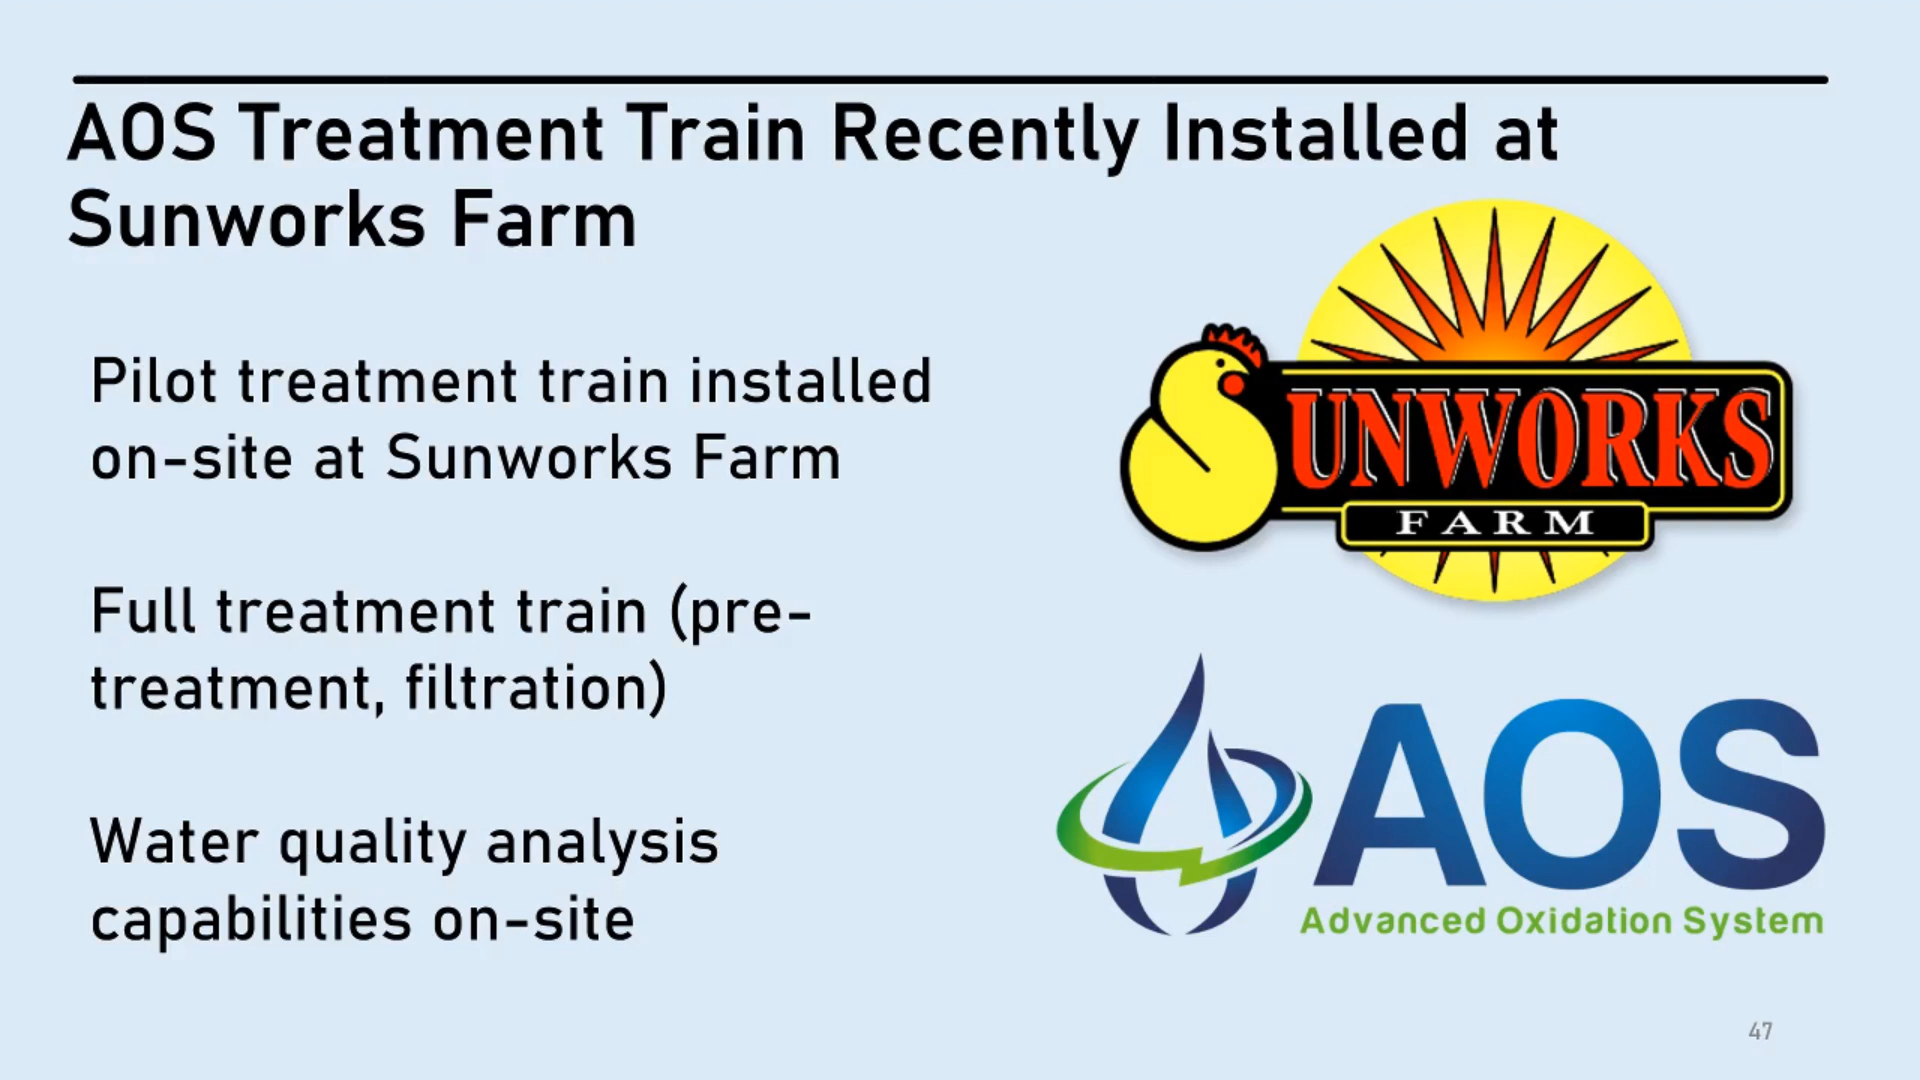 AOS Treatment Train Recently Installed at
Sunworks Farm
Pilot treatment train installed
on-site at Sunworks Farm
Full treatment train (pre-
treatment, filtration)
Water quality analysis
capabilities on-site
SUNWORKS
FARM
AOS
Advanced Oxidation System
47